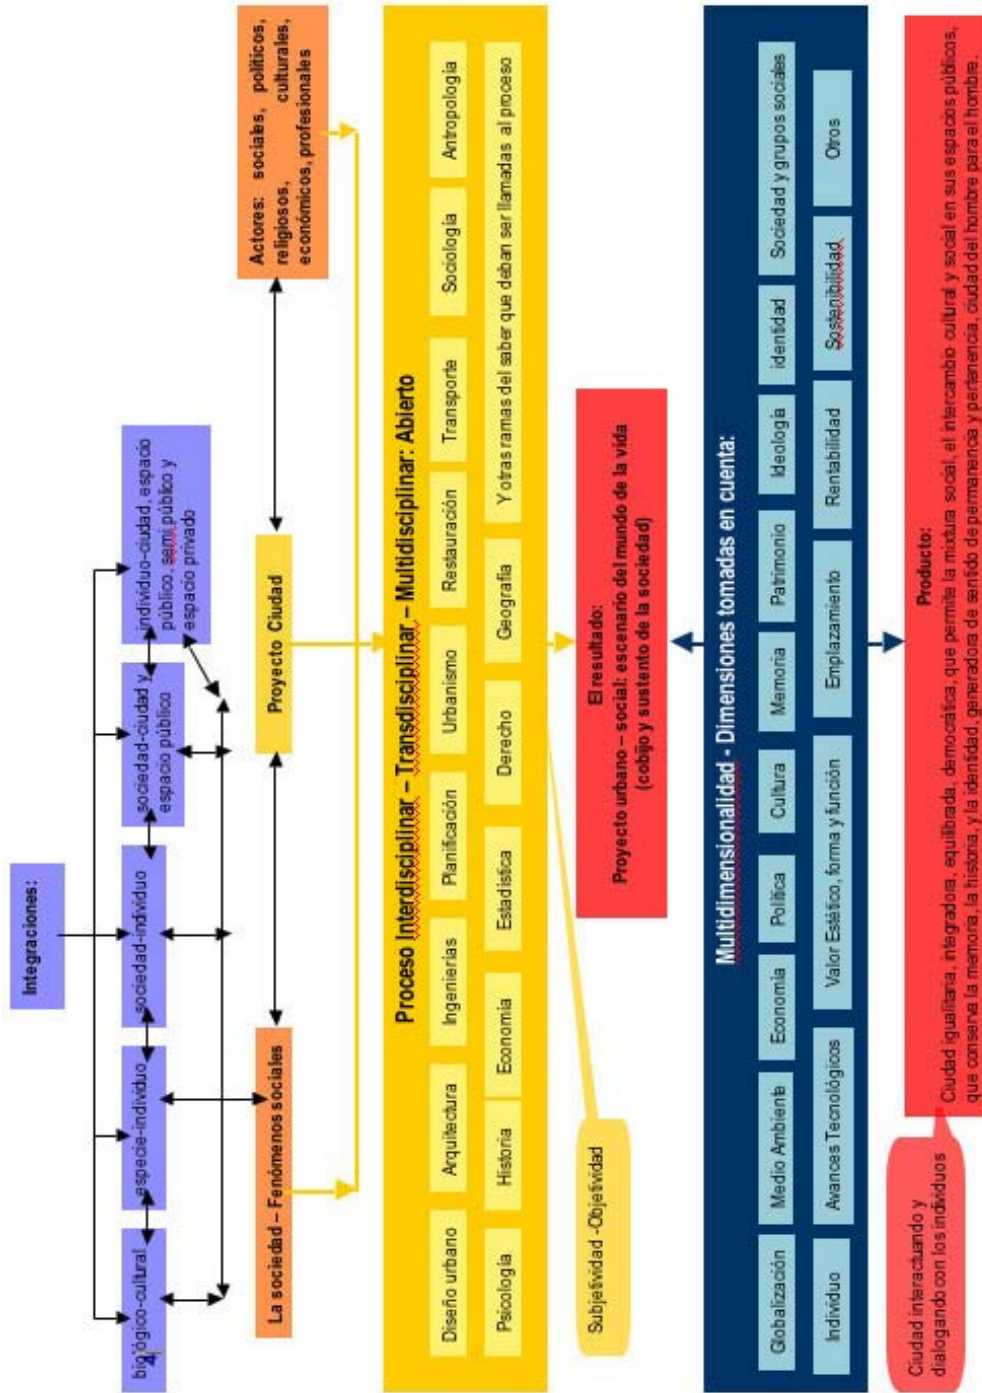 Integraciones:
biológico-cultural
4
especie-individuo
sociedad-individuo
sociedad-ciudad y
espacio público
individuo-ciudad, espacio
público, semi público y
espacio privado
La sociedad – Fenómenos sociales
Proyecto Ciudad
Actores: sociales, políticos,
religiosos, culturales,
económicos, profesionales
Proceso Interdisciplinar – Transdisciplinar – Multidisciplinar: Abierto
Diseño urbano
Arquitectura
Ingenierías
Planificación
Urbanismo
Restauración
Transporte
Sociología
Antropología
Psicología
Historia
Economía
Estadística
Derecho
Geografía
Y otras ramas del saber que deban ser llamadas al proceso
Subjetividad -Objetividad
El resultado:
Proyecto urbano – social: escenario del mundo de la vida
(cobijo y sustento de la sociedad)
Multidimensionalidad - Dimensiones tomadas en cuenta:
Globalización
Medio Ambiente
Economía
Política
Cultura
Memoria
Patrimonio
Ideología
identidad
Sociedad y grupos sociales
Individuo
Avances Tecnológicos
Valor Estético, forma y función
Emplazamiento
Rentabilidad
Sostenibilidad
Otros
Ciudad interactuando y
dialogando con los individuos
Producto:
Ciudad igualitaria, integradora, equilibrada, democrática, que permite la mixtura social, el intercambio cultural y social en sus espacios públicos,
que conserva la memoria, la historia, y la identidad, generadora de sentido de permanencia y pertenencia, ciudad del hombre para el hombre.